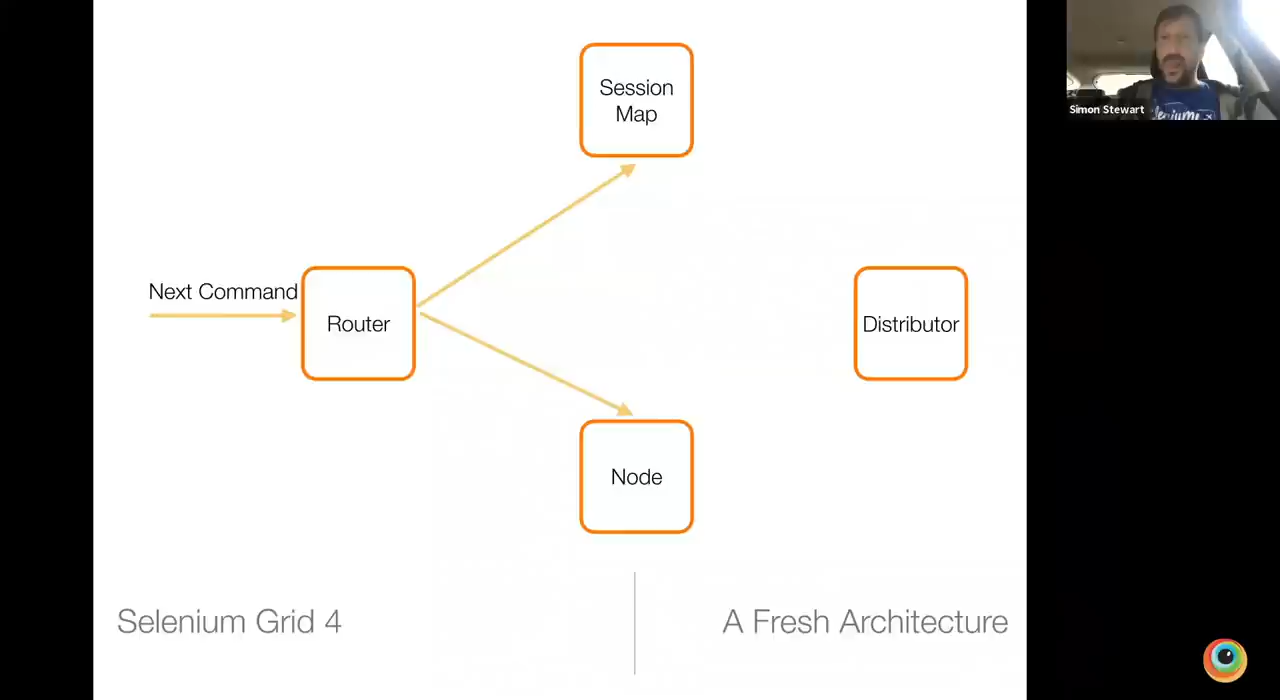 Session
Map
Simon Stewart
Next Command
Router
Distributor
Node
Selenium Grid 4
A Fresh Architecture